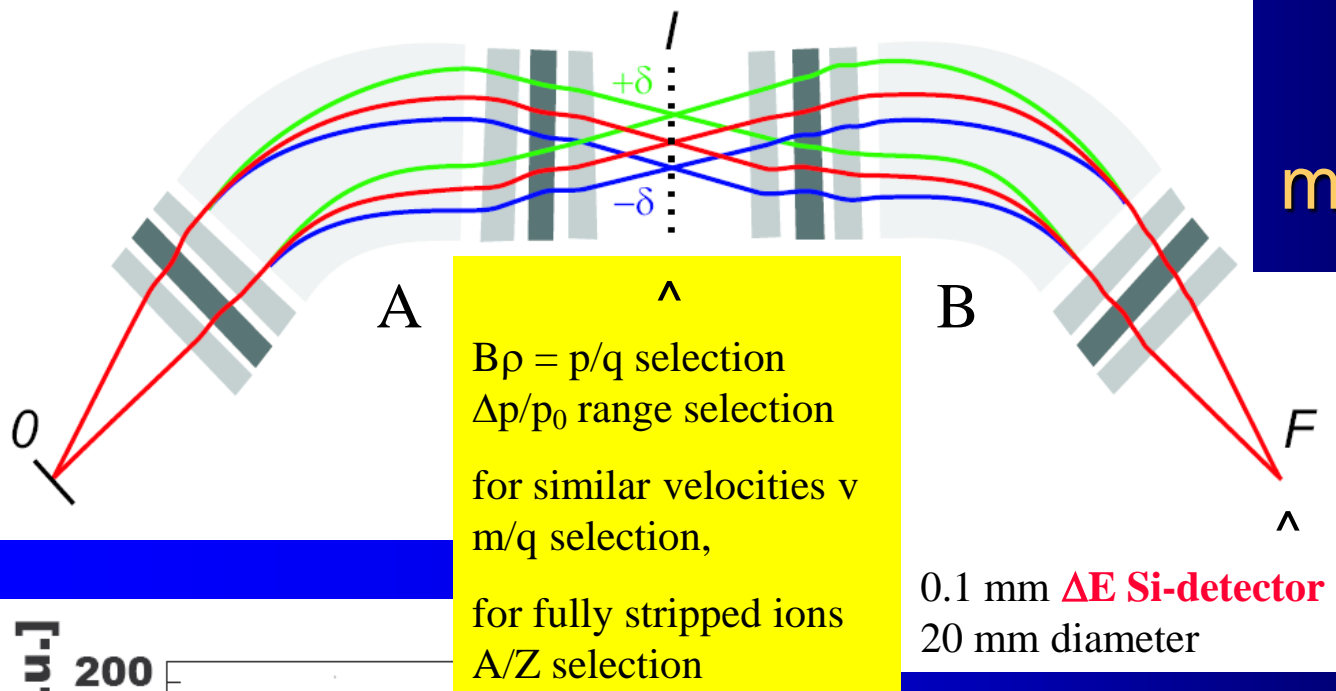 I
+δ
−δ
m
A
^
B
Bρ = p/q selection
Δp/p₀ range selection
for similar velocities v
m/q selection,
for fully stripped ions
A/Z selection
0
F
^
0.1 mm ΔE Si-detector
20 mm diameter
u.]
200